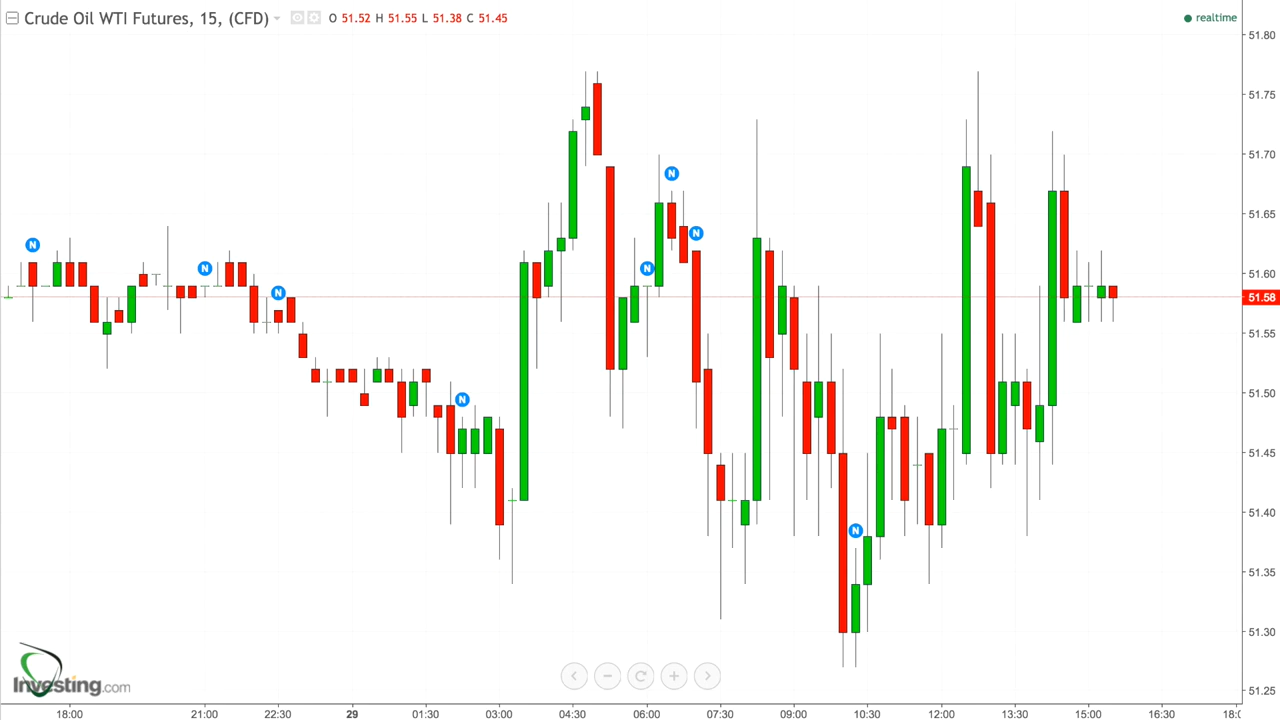 Crude Oil WTI Futures, 15, (CFD) O 51.52 H 51.55 L 51.38 C 51.45
realtime
51.80
51.75
51.70
51.65
51.60
51.58
51.55
51.50
51.45
51.40
51.35
51.30
51.25
N
N
N
N
N
N
N
N
Investing.com
18:00 21:00 22:30 29 01:30 03:00 04:30 06:00 07:30 09:00 10:30 12:00 13:30 15:00 16:30